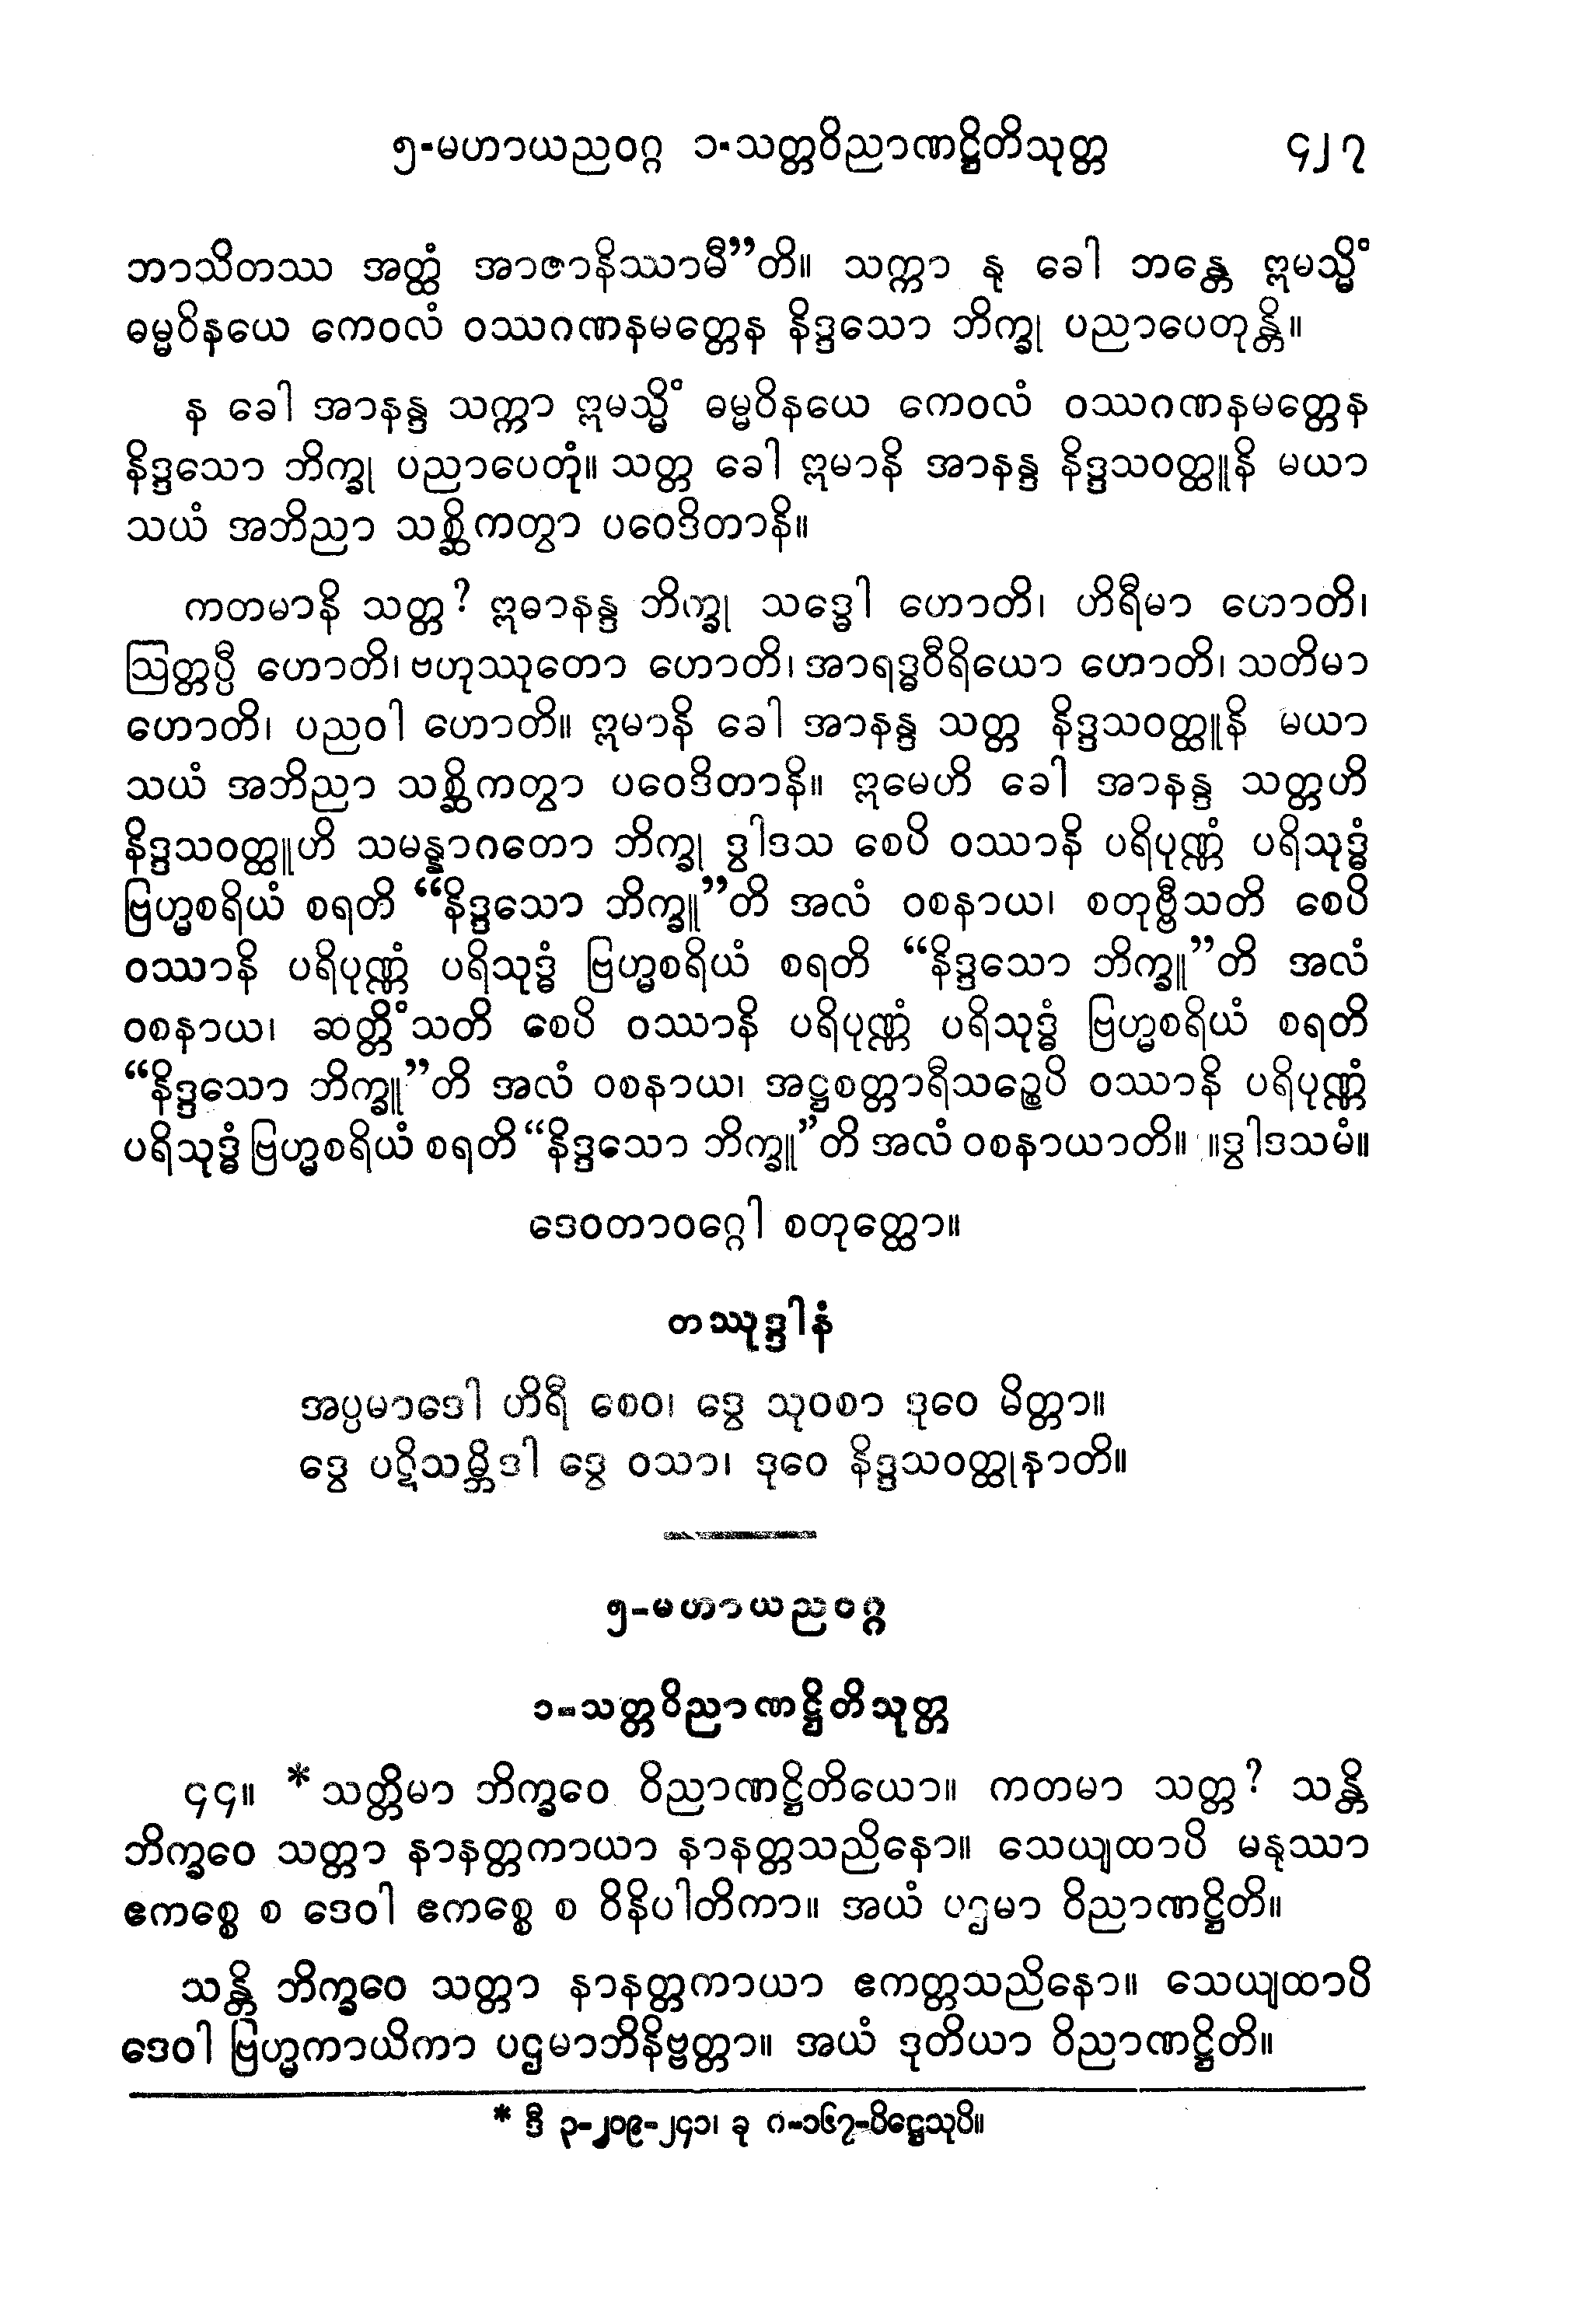 ၅-မဟာယညဝဂ္ဂ ၁-သတ္တဝိညာဏဋ္ဌိတိသုတ္တ ၄၂၇
ဘာသိတဿ အတ္ထံ အာဇာနိဿာမီ”တိ။ သက္ကာ နု ခေါ ဘန္တေ ဣမသ္မိံ
ဓမ္မဝိနယေ ကေဝလံ ဝဿဂဏနမတ္တေန နိဒ္ဒသော ဘိက္ခု ပညာပေတုန္တိ။
န ခေါ အာနန္ဒ သက္ကာ ဣမသ္မိံ ဓမ္မဝိနယေ ကေဝလံ ဝဿဂဏနမတ္တေန
နိဒ္ဒသော ဘိက္ခု ပညာပေတုံ။ သတ္တ ခေါ ဣမာနိ အာနန္ဒ နိဒ္ဒသဝတ္ထူနိ မယာ
သယံ အဘိညာ သစ္ဆိကတွာ ပဝေဒိတာနိ။
ကတမာနိ သတ္တ? ဣဓာနန္ဒ ဘိက္ခု သဒ္ဓေါ ဟောတိ၊ ဟိရီမာ ဟောတိ၊
ဩတ္တပ္ပီ ဟောတိ၊ ဗဟုဿုတော ဟောတိ၊ အာရဒ္ဓဝီရိယော ဟောတိ၊ သတိမာ
ဟောတိ၊ ပညဝါ ဟောတိ။ ဣမာနိ ခေါ အာနန္ဒ သတ္တ နိဒ္ဒသဝတ္ထူနိ မယာ
သယံ အဘိညာ သစ္ဆိကတွာ ပဝေဒိတာနိ။ ဣမေဟိ ခေါ အာနန္ဒ သတ္တဟိ
နိဒ္ဒသဝတ္ထူဟိ သမန္နာဂတော ဘိက္ခု ဒွါဒသ စေပိ ဝဿာနိ ပရိပုဏ္ဏံ ပရိသုဒ္ဓံ
ဗြဟ္မစရိယံ စရတိ “နိဒ္ဒသော ဘိက္ခူ”တိ အလံ ဝစနာယ၊ စတုဗ္ဗီသတိ စေပိ
ဝဿာနိ ပရိပုဏ္ဏံ ပရိသုဒ္ဓံ ဗြဟ္မစရိယံ စရတိ “နိဒ္ဒသော ဘိက္ခူ”တိ အလံ
ဝစနာယ၊ ဆတ္တိံသတိ စေပိ ဝဿာနိ ပရိပုဏ္ဏံ ပရိသုဒ္ဓံ ဗြဟ္မစရိယံ စရတိ
“နိဒ္ဒသော ဘိက္ခူ”တိ အလံ ဝစနာယ၊ အဋ္ဌစတ္တာရီသဉ္စေပိ ဝဿာနိ ပရိပုဏ္ဏံ
ပရိသုဒ္ဓံ ဗြဟ္မစရိယံ စရတိ “နိဒ္ဒသော ဘိက္ခူ”တိ အလံ ဝစနာယာတိ။ ။ဒွါဒသမံ။
ဒေဝတာဝဂ္ဂေါ စတုတ္ထော။
တဿုဒ္ဒါနံ
အပ္ပမာဒေါ ဟိရီ စေဝ၊ ဒွေ သုဝစာ ဒုဝေ မိတ္တာ။
ဒွေ ပဋိသမ္ဘိဒါ ဒွေ ဝသာ၊ ဒုဝေ နိဒ္ဒသဝတ္ထုနာတိ။
၅-မဟာယညဝဂ္ဂ
၁-သတ္တဝိညာဏဋ္ဌိတိသုတ္တ
၄၄။ * သတ္တိမာ ဘိက္ခဝေ ဝိညာဏဋ္ဌိတိယော။ ကတမာ သတ္တ? သန္တိ
ဘိက္ခဝေ သတ္တာ နာနတ္တကာယာ နာနတ္တသညိနော။ သေယျထာပိ မနုဿာ
ဧကစ္စေ စ ဒေဝါ ဧကစ္စေ စ ဝိနိပါတိကာ။ အယံ ပဌမာ ဝိညာဏဋ္ဌိတိ။
သန္တိ ဘိက္ခဝေ သတ္တာ နာနတ္တကာယာ ဧကတ္တသညိနော။ သေယျထာပိ
ဒေဝါ ဗြဟ္မကာယိကာ ပဌမာဘိနိဗ္ဗတ္တာ။ အယံ ဒုတိယာ ဝိညာဏဋ္ဌိတိ။
* ဒီ ၃-၂၀၉-၂၄၁၊ ခု ဂ-၁၆၇-ပိဋ္ဌေသုပိ။